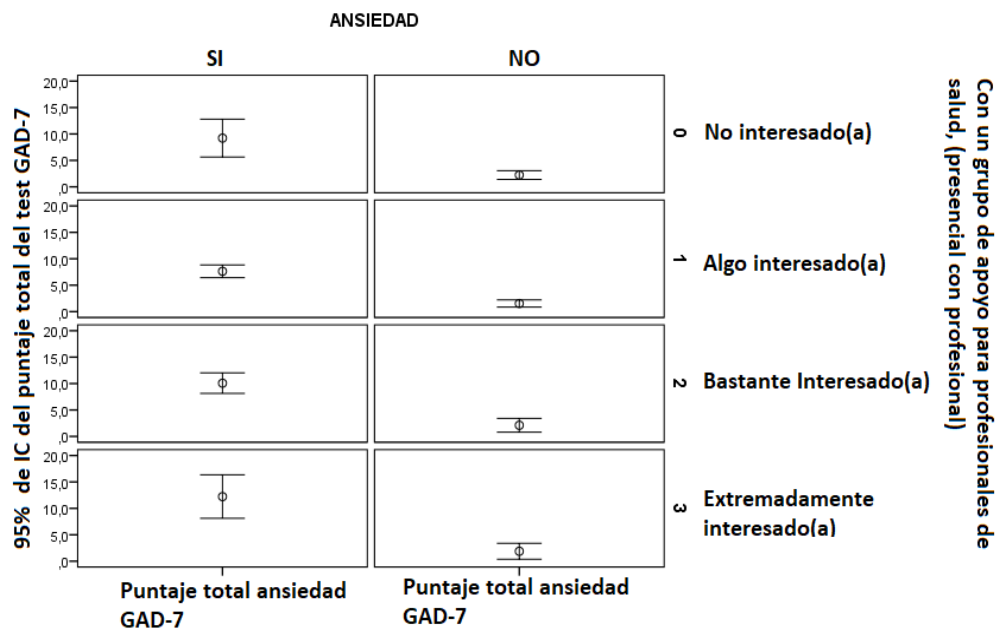 ANSIEDAD
SI
NO
95% de IC del puntaje total del test GAD-7
20,0
15,0
10,0
5,0
,0
0
No interesado(a)
20,0
15,0
10,0
5,0
,0
1
Algo interesado(a)
20,0
15,0
10,0
5,0
,0
2
Bastante Interesado(a)
20,0
15,0
10,0
5,0
,0
3
Extremadamente
interesado(a)
Con un grupo de apoyo para profesionales de
salud, (presencial con profesional)
Puntaje total ansiedad
GAD-7
Puntaje total ansiedad
GAD-7